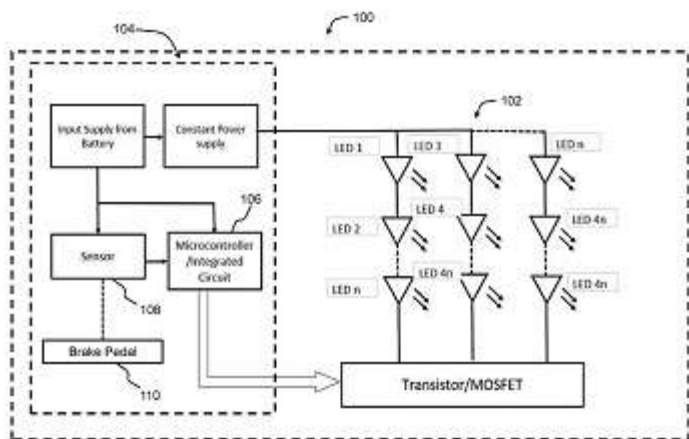 100
104
102
Input Supply from
Battery
Constant Power
supply.
LED 1
LED 3
LED n
LED 2
LED 4
LED 4n
LED n
LED 4n
LED 4n
106
Sensor
Microcontroller
/Integrated
Circuit
108
Brake Pedal
110
Transistor/MOSFET